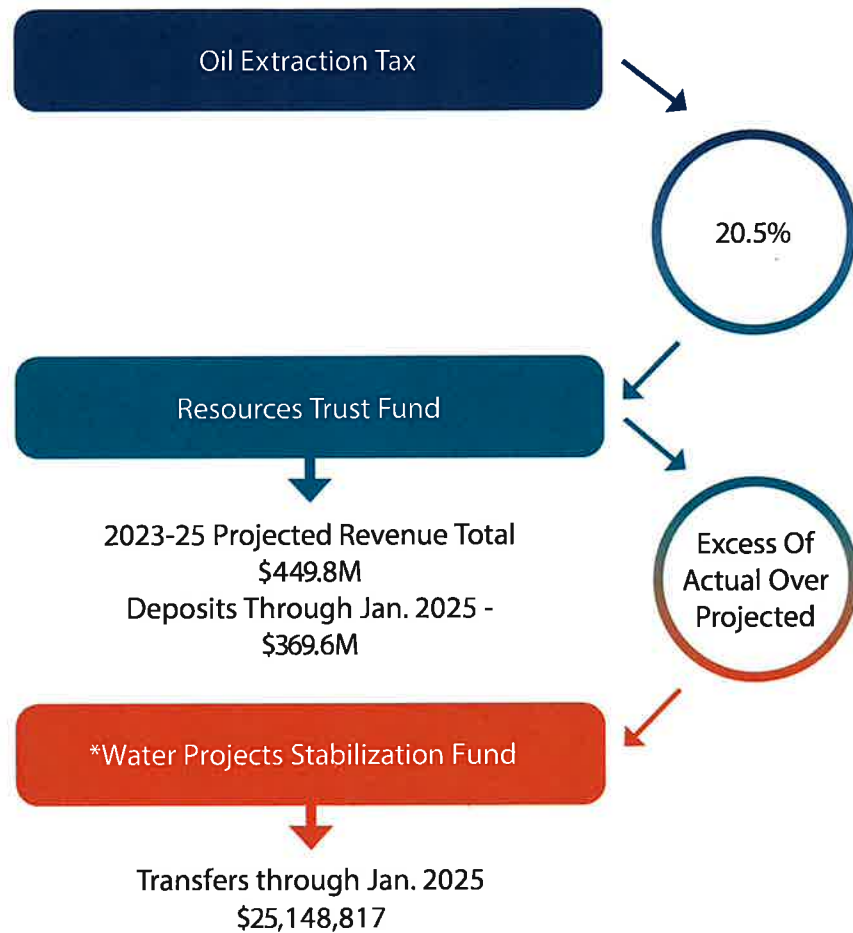 Oil Extraction Tax
20.5%
Resources Trust Fund
2023-25 Projected Revenue Total
$449.8M
Deposits Through Jan. 2025 -
$369.6M
Excess Of
Actual Over
Projected
*Water Projects Stabilization Fund
Transfers through Jan. 2025
$25,148,817